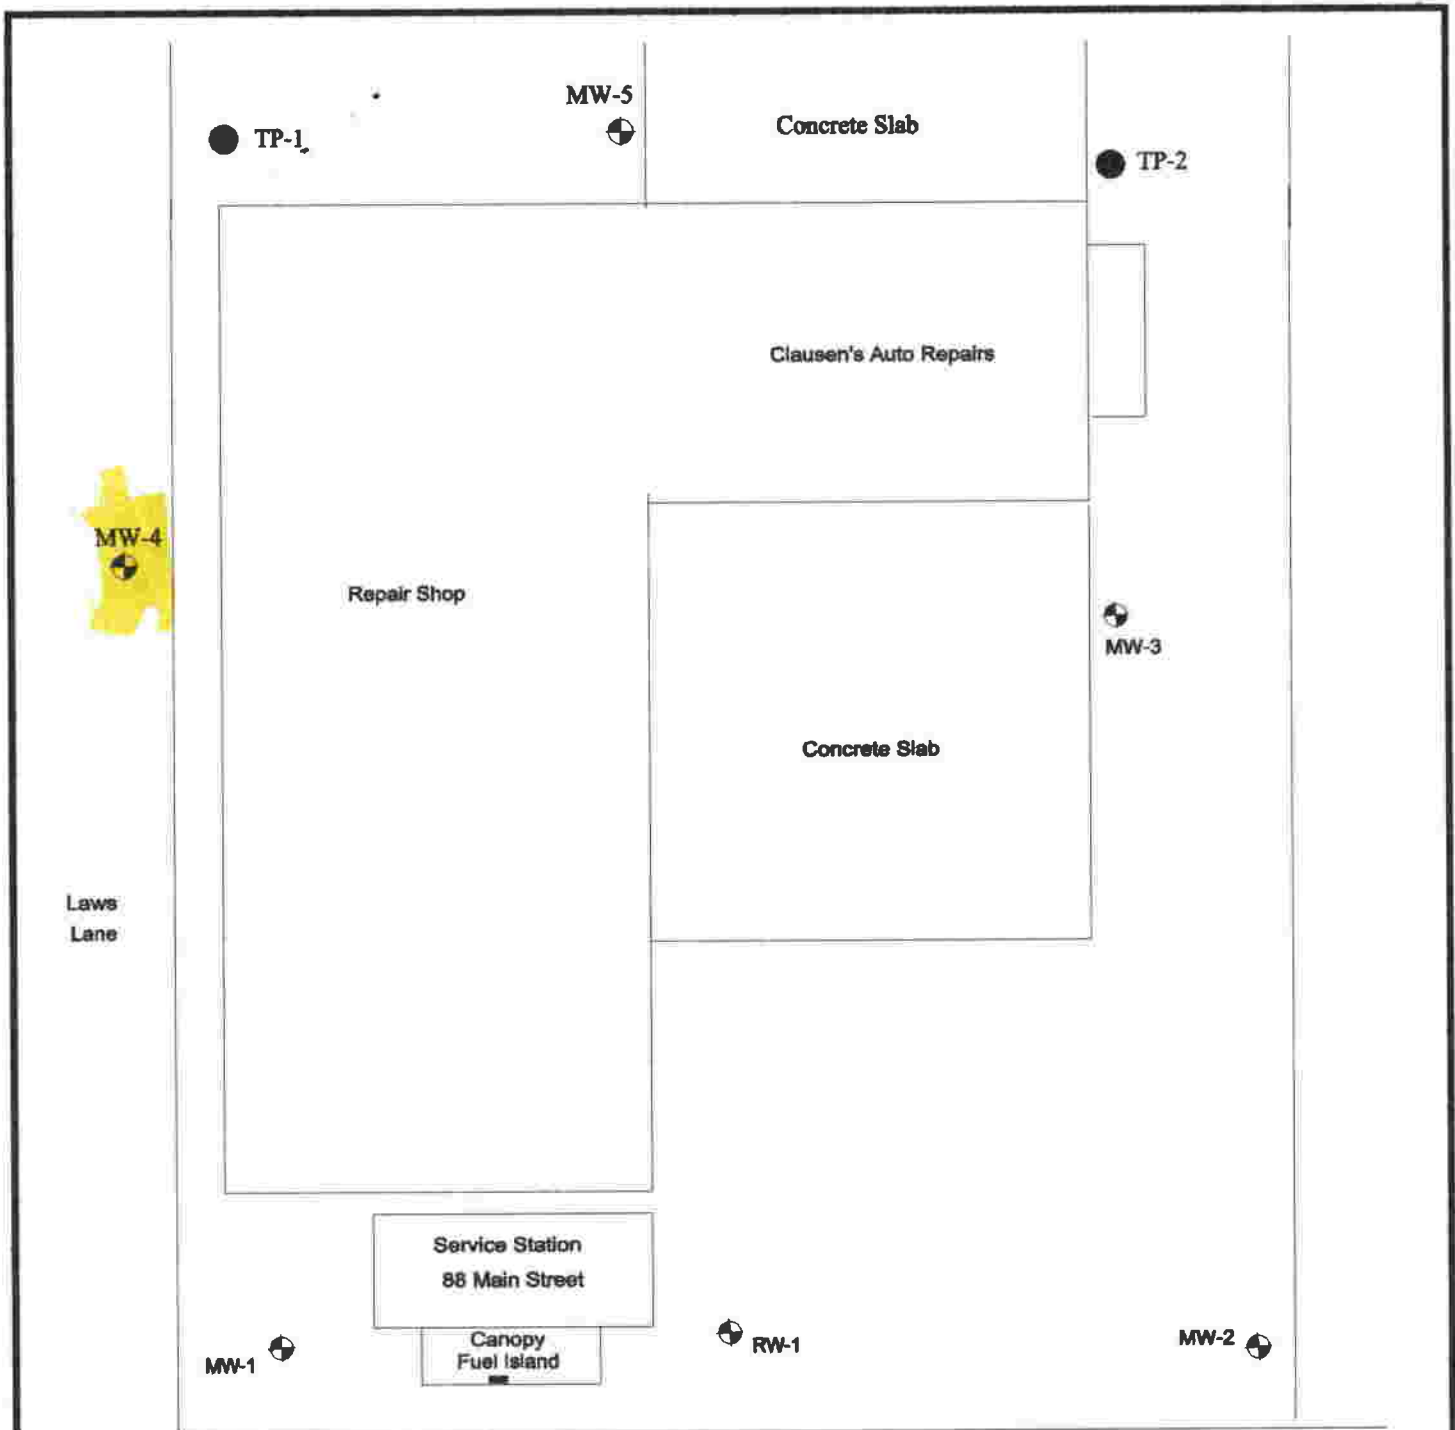 MW-5
Concrete Slab
TP-1
TP-2
Clausen's Auto Repairs
MW-4
Repair Shop
MW-3
Concrete Slab
Laws
Lane
Service Station
88 Main Street
Canopy
Fuel Island
MW-1
RW-1
MW-2